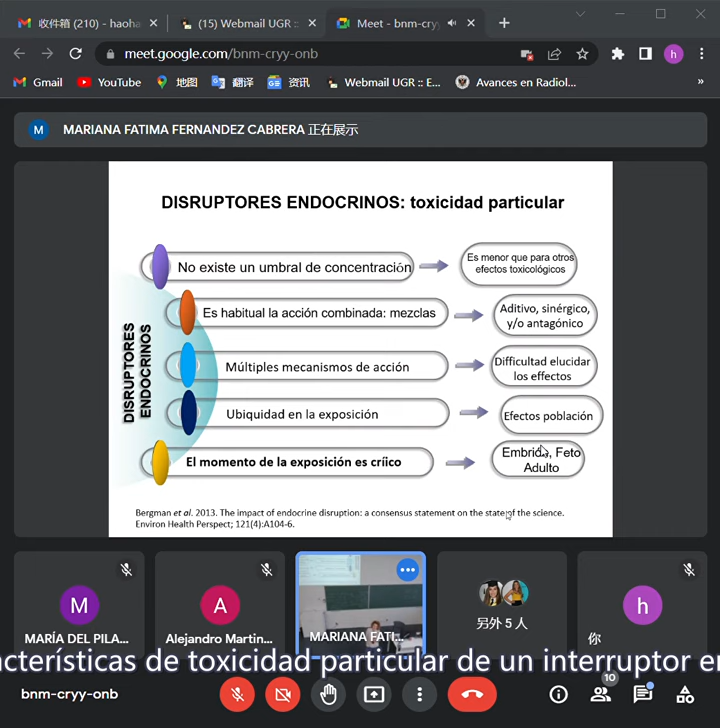 收件箱 (210) - haoha
(15) Webmail UGR ::
Meet - bnm-cry
meet.google.com/bnm-cryy-onb
h
Gmail
YouTube
地图
翻译
资讯
Webmail UGR :: E...
Avances en Radiol...
»
M
MARIANA FATIMA FERNANDEZ CABRERA 正在展示
DISRUPTORES ENDOCRINOS: toxicidad particular
DISRUPTORES
ENDOCRINOS
No existe un umbral de concentración
Es menor que para otros
efectos toxicológicos
Es habitual la acción combinada: mezclas
Aditivo, sinérgico,
y/o antagónico
Múltiples mecanismos de acción
Difficultad elucidar
los effectos
Ubiquidad en la exposición
Efectos población
El momento de la exposición es críico
Embrión, Feto
Adulto
Bergman et al. 2013. The impact of endocrine disruption: a consensus statement on the state of the science.
Environ Health Perspect; 121(4):A104-6.
M
MARÍA DEL PILA...
A
Alejandro Martin...
MARIANA FATI...
另外 5 人
h
你
acterísticas de toxicidad particular de un interruptor en
bnm-cryy-onb
10